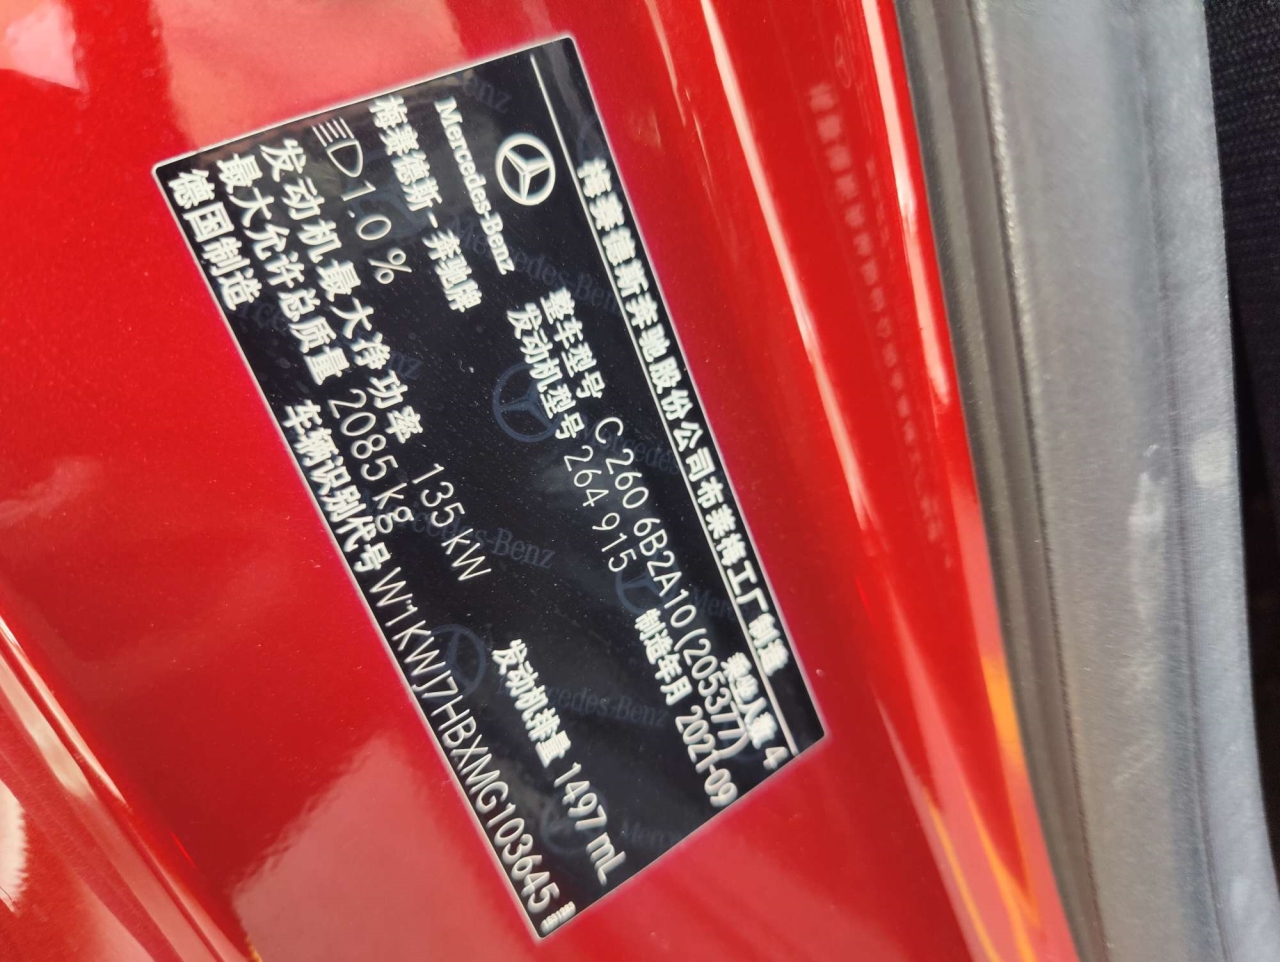 梅赛德斯奔驰股份公司布莱梅工厂制造
Mercedes-Benz
梅赛德斯-奔驰牌
整车型号 C 260 6B2A10 (205377)
乘坐人数 4
发动机型号 264 915
制造年月 2021-09
1.0 %
发动机最大净功率 135 kW
发动机排量 1497 mL
最大允许总质量 2085 kg
德国制造
车辆识别代号 W1KWJ7HBXMG103645